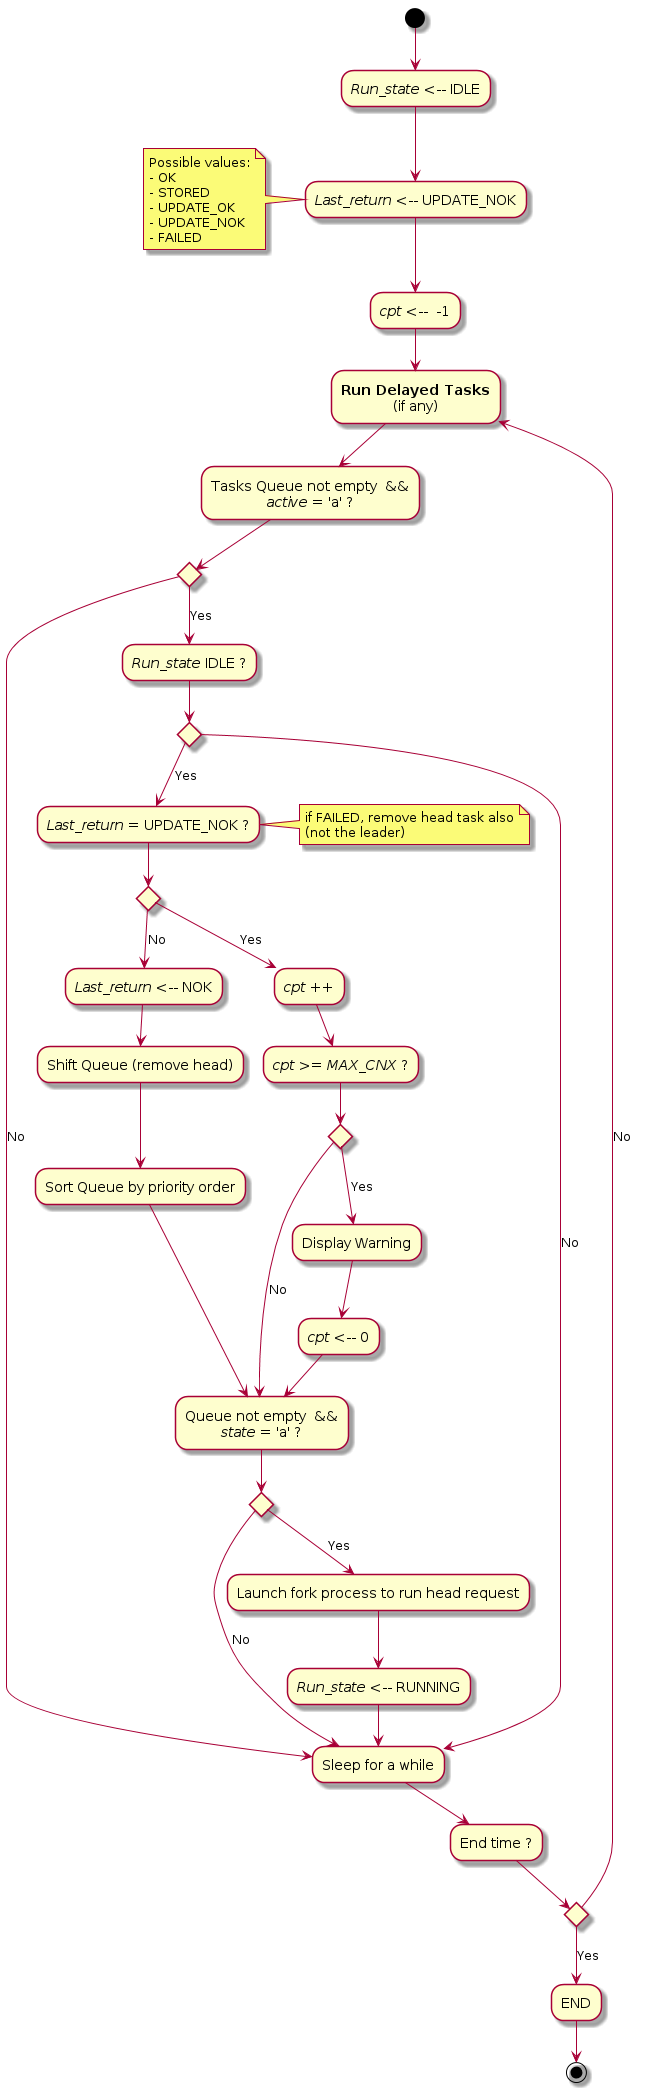 Run_state <-- IDLE
Possible values:
- OK
- STORED
- UPDATE_OK
- UPDATE_NOK
- FAILED
Last_return <-- UPDATE_NOK
cpt <--  -1
Run Delayed Tasks
(if any)
Tasks Queue not empty  &&
active = 'a' ?
Yes
Run_state IDLE ?
Yes
Last_return = UPDATE_NOK ?
if FAILED, remove head task also
(not the leader)
No
Yes
Last_return <-- NOK
cpt ++
Shift Queue (remove head)
cpt >= MAX_CNX ?
No
No
Yes
Sort Queue by priority order
Display Warning
No
No
cpt <-- 0
Queue not empty  &&
state = 'a' ?
Yes
Launch fork process to run head request
No
Run_state <-- RUNNING
Sleep for a while
End time ?
Yes
END